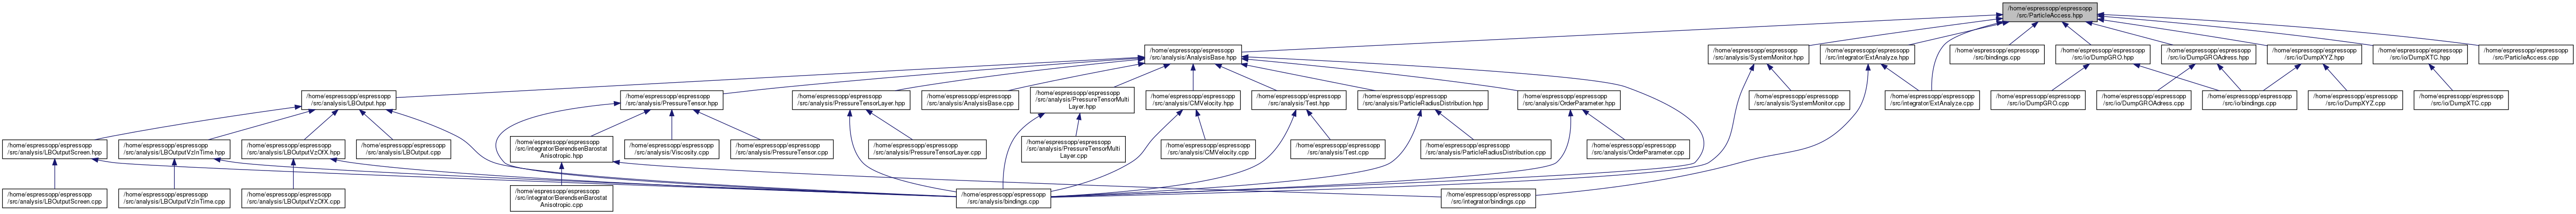 /home/espressopp/espressopp
/src/ParticleAccess.hpp
/home/espressopp/espressopp
/src/analysis/AnalysisBase.hpp
/home/espressopp/espressopp
/src/analysis/SystemMonitor.hpp
/home/espressopp/espressopp
/src/integrator/ExtAnalyze.hpp
/home/espressopp/espressopp
/src/bindings.cpp
/home/espressopp/espressopp
/src/io/DumpGRO.hpp
/home/espressopp/espressopp
/src/io/DumpGROAdress.hpp
/home/espressopp/espressopp
/src/io/DumpXYZ.hpp
/home/espressopp/espressopp
/src/io/DumpXTC.hpp
/home/espressopp/espressopp
/src/ParticleAccess.cpp
/home/espressopp/espressopp
/src/analysis/LBOutput.hpp
/home/espressopp/espressopp
/src/analysis/PressureTensor.hpp
/home/espressopp/espressopp
/src/analysis/PressureTensorLayer.hpp
/home/espressopp/espressopp
/src/analysis/AnalysisBase.cpp
/home/espressopp/espressopp
/src/analysis/PressureTensorMulti
Layer.hpp
/home/espressopp/espressopp
/src/analysis/CMVelocity.hpp
/home/espressopp/espressopp
/src/analysis/Test.hpp
/home/espressopp/espressopp
/src/analysis/ParticleRadiusDistribution.hpp
/home/espressopp/espressopp
/src/analysis/OrderParameter.hpp
/home/espressopp/espressopp
/src/analysis/SystemMonitor.cpp
/home/espressopp/espressopp
/src/integrator/ExtAnalyze.cpp
/home/espressopp/espressopp
/src/io/DumpGRO.cpp
/home/espressopp/espressopp
/src/io/DumpGROAdress.cpp
/home/espressopp/espressopp
/src/io/bindings.cpp
/home/espressopp/espressopp
/src/io/DumpXYZ.cpp
/home/espressopp/espressopp
/src/io/DumpXTC.cpp
/home/espressopp/espressopp
/src/analysis/LBOutputScreen.hpp
/home/espressopp/espressopp
/src/analysis/LBOutputVzInTime.hpp
/home/espressopp/espressopp
/src/analysis/LBOutputVzOfX.hpp
/home/espressopp/espressopp
/src/analysis/LBOutput.cpp
/home/espressopp/espressopp
/src/integrator/BerendsenBarostat
Anisotropic.hpp
/home/espressopp/espressopp
/src/analysis/Viscosity.cpp
/home/espressopp/espressopp
/src/analysis/PressureTensor.cpp
/home/espressopp/espressopp
/src/analysis/PressureTensorLayer.cpp
/home/espressopp/espressopp
/src/analysis/PressureTensorMulti
Layer.cpp
/home/espressopp/espressopp
/src/analysis/CMVelocity.cpp
/home/espressopp/espressopp
/src/analysis/Test.cpp
/home/espressopp/espressopp
/src/analysis/ParticleRadiusDistribution.cpp
/home/espressopp/espressopp
/src/analysis/OrderParameter.cpp
/home/espressopp/espressopp
/src/analysis/LBOutputScreen.cpp
/home/espressopp/espressopp
/src/analysis/LBOutputVzInTime.cpp
/home/espressopp/espressopp
/src/analysis/LBOutputVzOfX.cpp
/home/espressopp/espressopp
/src/integrator/BerendsenBarostat
Anisotropic.cpp
/home/espressopp/espressopp
/src/analysis/bindings.cpp
/home/espressopp/espressopp
/src/integrator/bindings.cpp